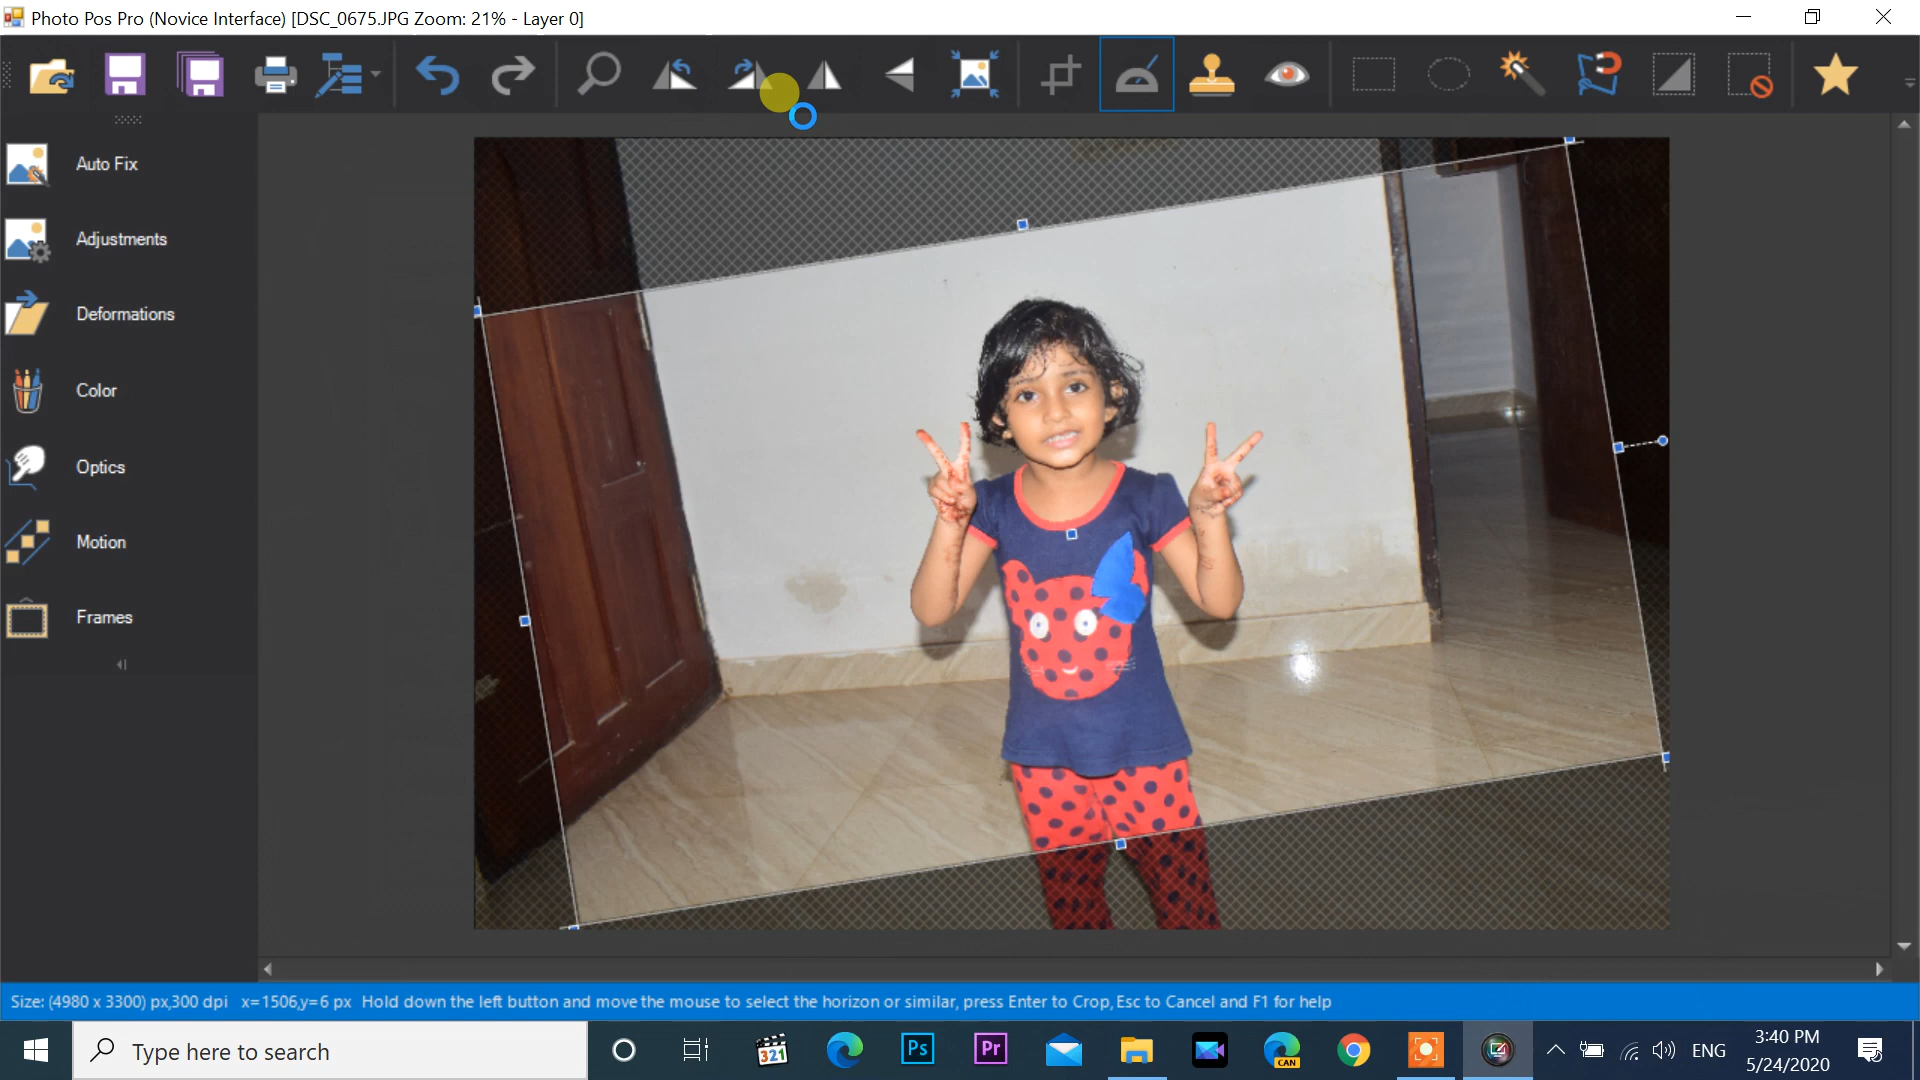 Photo Pos Pro (Novice Interface) [DSC_0675.JPG Zoom: 21% - Layer 0]
Auto Fix
Adjustments
Deformations
Color
Optics
Motion
Frames
Size: (4980 x 3300) px,300 dpi x=1506,y=6 px Hold down the left button and move the mouse to select the horizon or similar, press Enter to Crop, Esc to Cancel and F1 for help
Type here to search
321
Ps
Pr
CAN
ENG
3:40 PM
5/24/2020